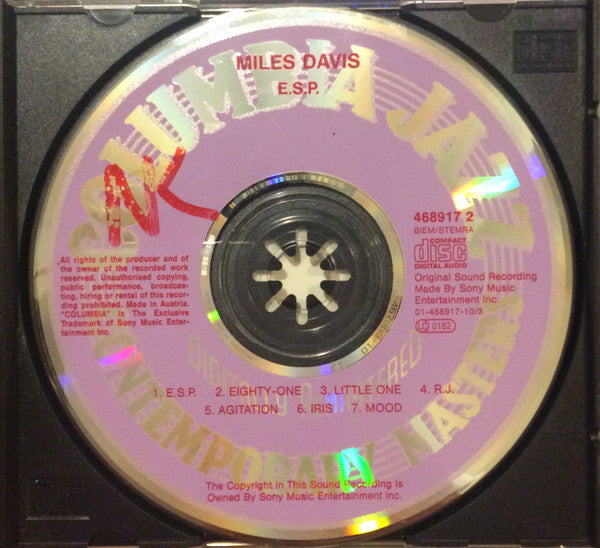 MILES DAVIS
E.S.P.
COLUMBIA JAZZ
NK
468917 2
BIEM/STEMRA
COMPACT
disc
DIGITAL AUDIO
Original Sound Recording
Made By Sony Music
Entertainment Inc.
01-468917-10/3
LC 0162
All rights of the producer and of
the owner of the recorded work
reserved. Unauthorised copying,
public performance, broadcas-
ting, hiring or rental of this recor-
ding prohibited. Made in Austria.
"COLUMBIA" is The Exclusive
Trademark of Sony Music Enter-
tainment Inc.
DIGITALLY
1. E.S.P. 2. EIGHTY-ONE 3. LITTLE ONE 4. R.J.
5. AGITATION 6. IRIS 7. MOOD
CONTEMPORARY MASTERS
The Copyright in This Sound Recording is
Owned By Sony Music Entertainment Inc.